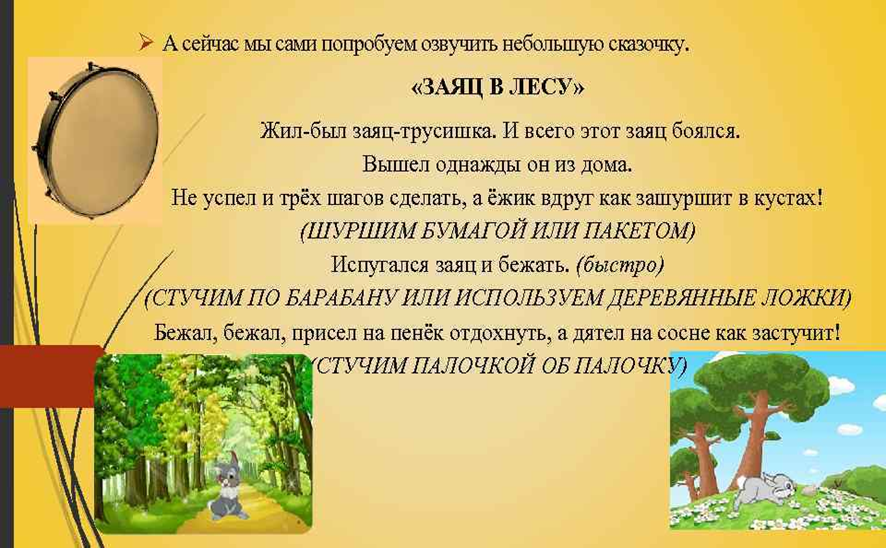 А сейчас мы сами попробуем озвучить небольшую сказочку.
«ЗАЯЦ В ЛЕСУ»
Жил-был заяц-трусишка. И всего этот заяц боялся.
Вышел однажды он из дома.
Не успел и трёх шагов сделать, а ёжик вдруг как зашуршит в кустах!
(ШУРШИМ БУМАГОЙ ИЛИ ПАКЕТОМ)
Испугался заяц и бежать. (быстро)
(СТУЧИМ ПО БАРАБАНУ ИЛИ ИСПОЛЬЗУЕМ ДЕРЕВЯННЫЕ ЛОЖКИ)
Бежал, бежал, присел на пенёк отдохнуть, а дятел на сосне как застучит!
(СТУЧИМ ПАЛОЧКОЙ ОБ ПАЛОЧКУ)